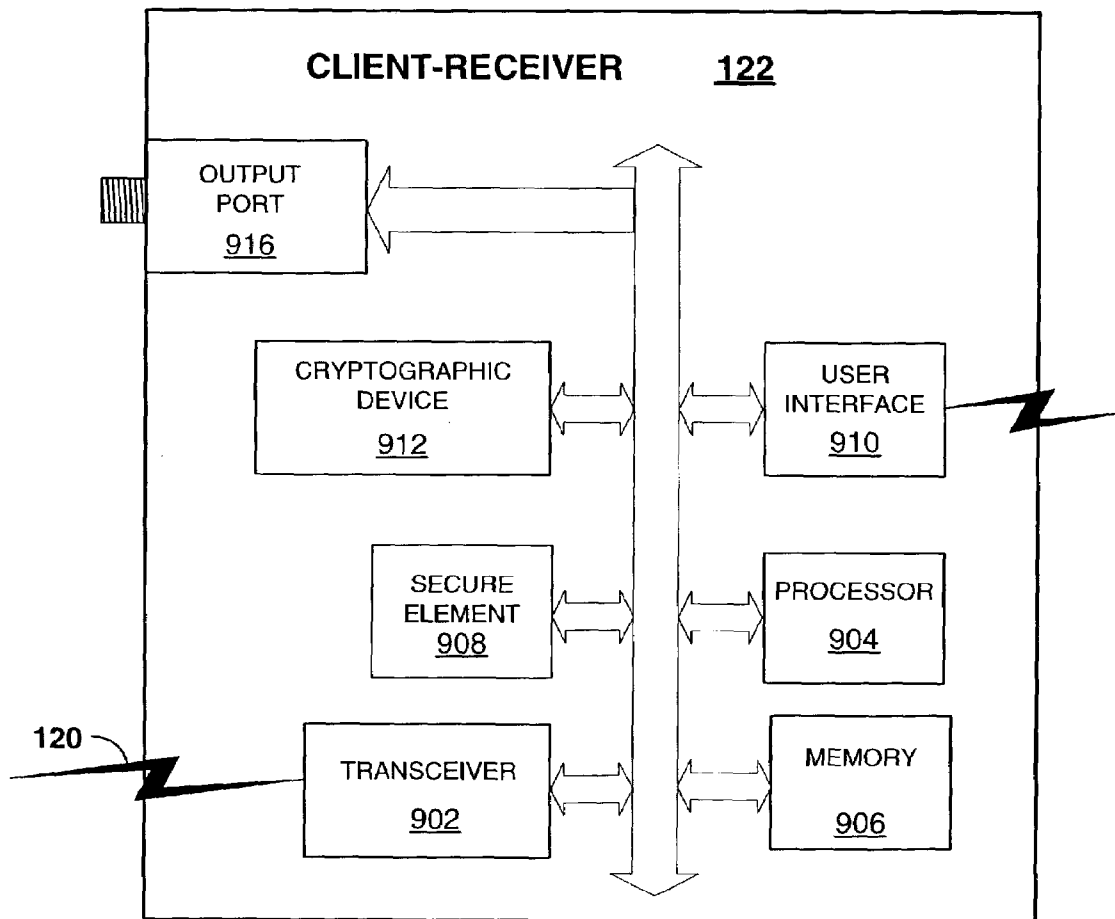 CLIENT-RECEIVER 122
OUTPUT
PORT
916
CRYPTOGRAPHIC
DEVICE
912
USER
INTERFACE
910
SECURE
ELEMENT
908
PROCESSOR
904
120
TRANSCEIVER
902
MEMORY
906